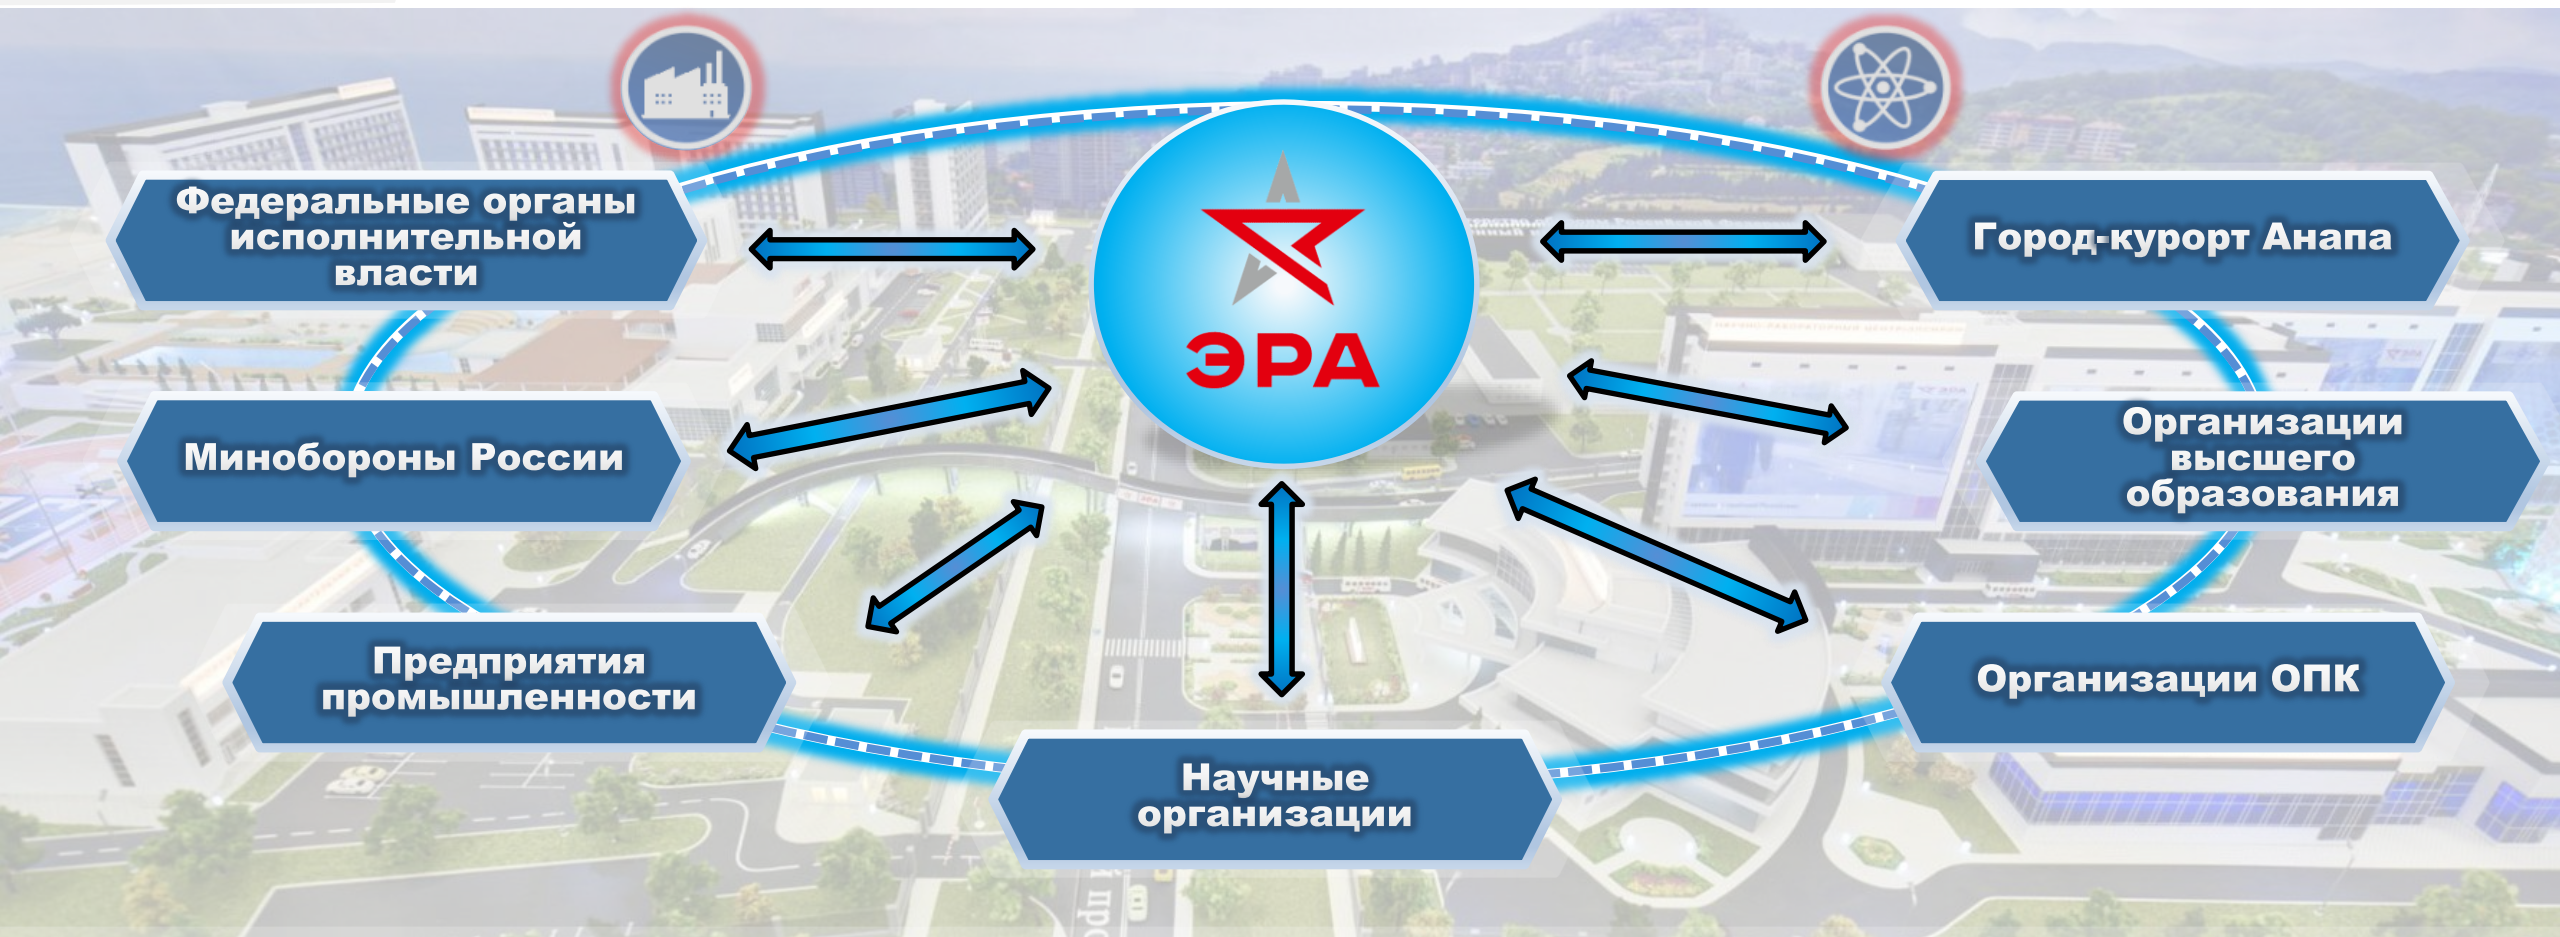 Федеральные органы
исполнительной
власти
Город-курорт Анапа
ЭРА
Минобороны России
Организации
высшего
образования
Предприятия
промышленности
Организации ОПК
Научные
организации